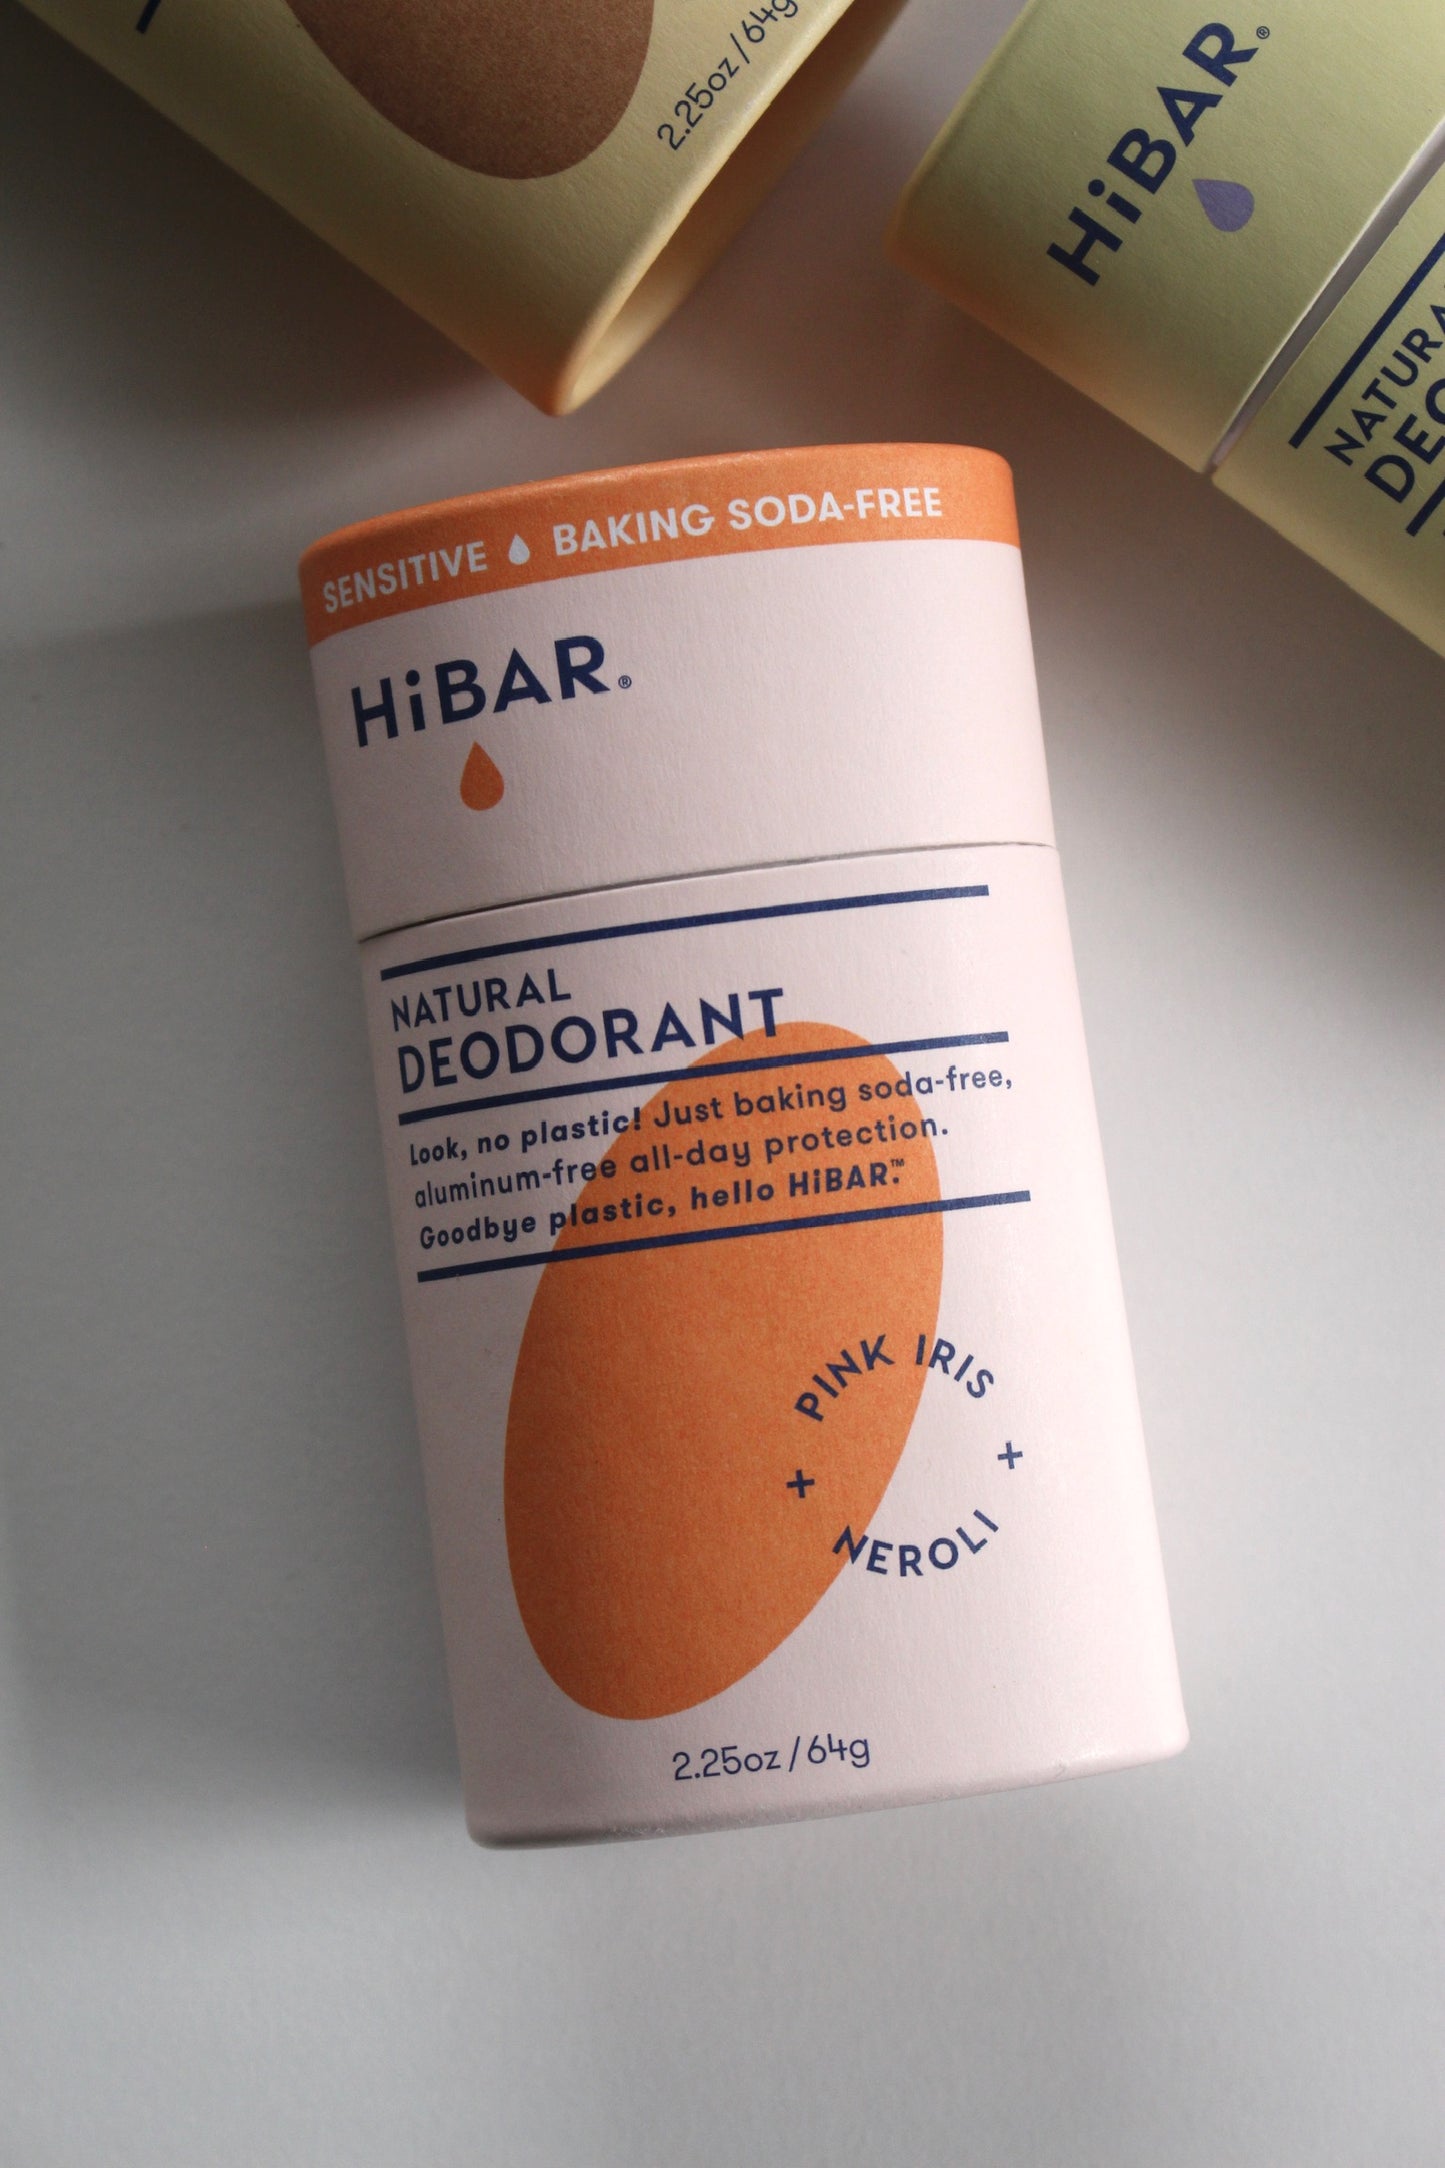 2.25oz / 64g
HiBAR®
SENSITIVE BAKING SODA-FREE
HiBAR®
NATURAL
DEODORANT
Look, no plastic! Just baking soda-free,
aluminum-free all-day protection.
Goodbye plastic, hello HiBAR.™
PINK IRIS
+ +
NEROLI
2.25oz / 64g